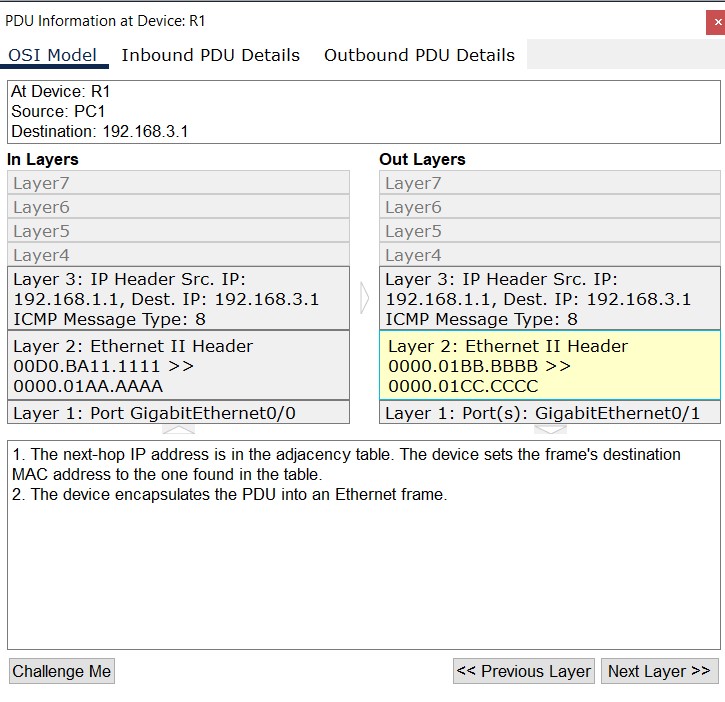 PDU Information at Device: R1
OSI Model Inbound PDU Details Outbound PDU Details
At Device: R1
Source: PC1
Destination: 192.168.3.1
In Layers
Layer7
Layer6
Layer5
Layer4
Layer 3: IP Header Src. IP:
192.168.1.1, Dest. IP: 192.168.3.1
ICMP Message Type: 8
Layer 2: Ethernet II Header
00D0.BA11.1111 >>
0000.01AA.AAAA
Layer 1: Port GigabitEthernet0/0
Out Layers
Layer7
Layer6
Layer5
Layer4
Layer 3: IP Header Src. IP:
192.168.1.1, Dest. IP: 192.168.3.1
ICMP Message Type: 8
Layer 2: Ethernet II Header
0000.01BB.BBBB >>
0000.01CC.CCCC
Layer 1: Port(s): GigabitEthernet0/1
1. The next-hop IP address is in the adjacency table. The device sets the frame's destination
MAC address to the one found in the table.
2. The device encapsulates the PDU into an Ethernet frame.
Challenge Me
<< Previous Layer
Next Layer >>